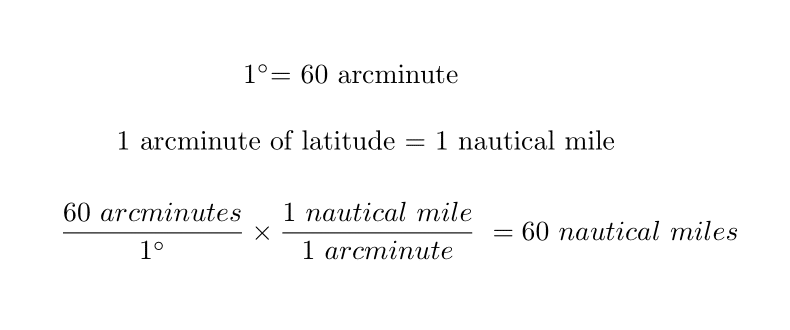 1°= 60 arcminute
1 arcminute of latitude = 1 nautical mile
60 arcminutes / 1° × 1 nautical mile / 1 arcminute = 60 nautical miles